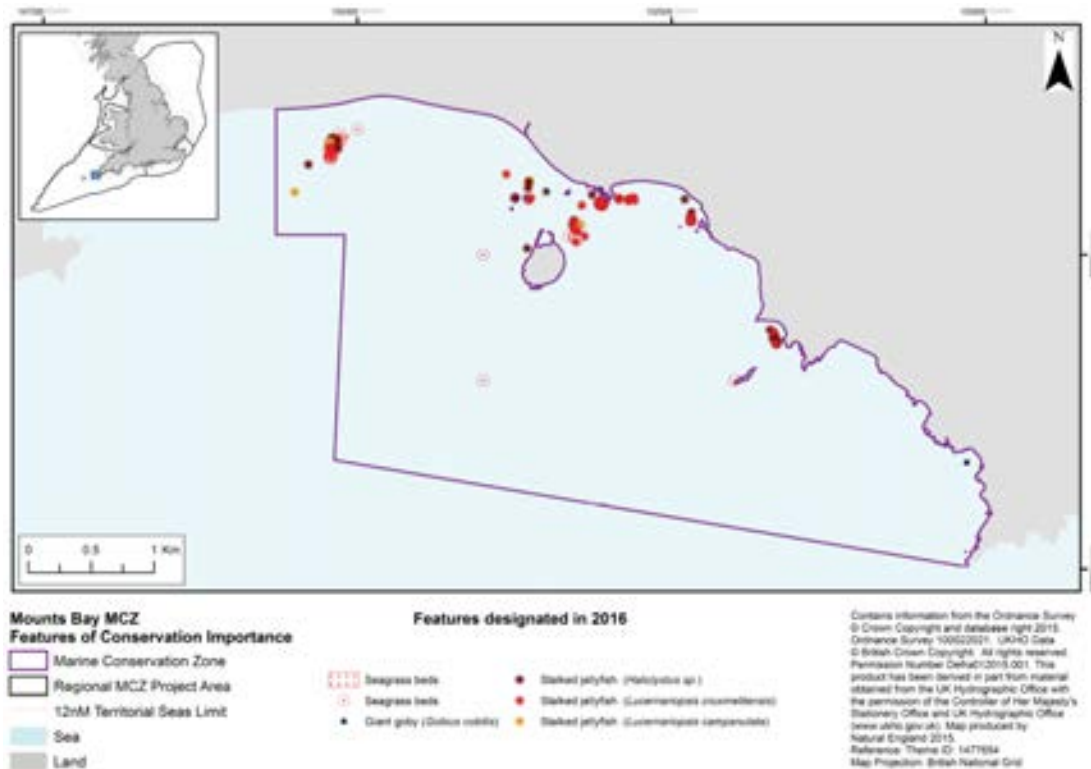 N
0 0.5 1 Km
Mounts Bay MCZ
Features of Conservation Importance
Marine Conservation Zone
Regional MCZ Project Area
12nM Territorial Seas Limit
Sea
Land
Features designated in 2016
Seagrass beds
Seagrass beds
Giant goby (Gobius cobitis)
Stalked jellyfish (Haliclystus sp.)
Stalked jellyfish (Lucernariopsis cruxmelitensis)
Stalked jellyfish (Lucernariopsis campanulata)
Contains information from the Ordnance Survey
© Crown Copyright and database right 2015.
Ordnance Survey 100022021. UKHO Data
© British Crown Copyright. All rights reserved.
Permission Number Defra012015.001. This
product has been derived in part from material
obtained from the UK Hydrographic Office with
the permission of the Controller of Her Majesty's
Stationery Office and UK Hydrographic Office
(www.ukho.gov.uk). Map produced by
Natural England 2015.
Reference: Theme ID: 1477654
Map Projection: British National Grid